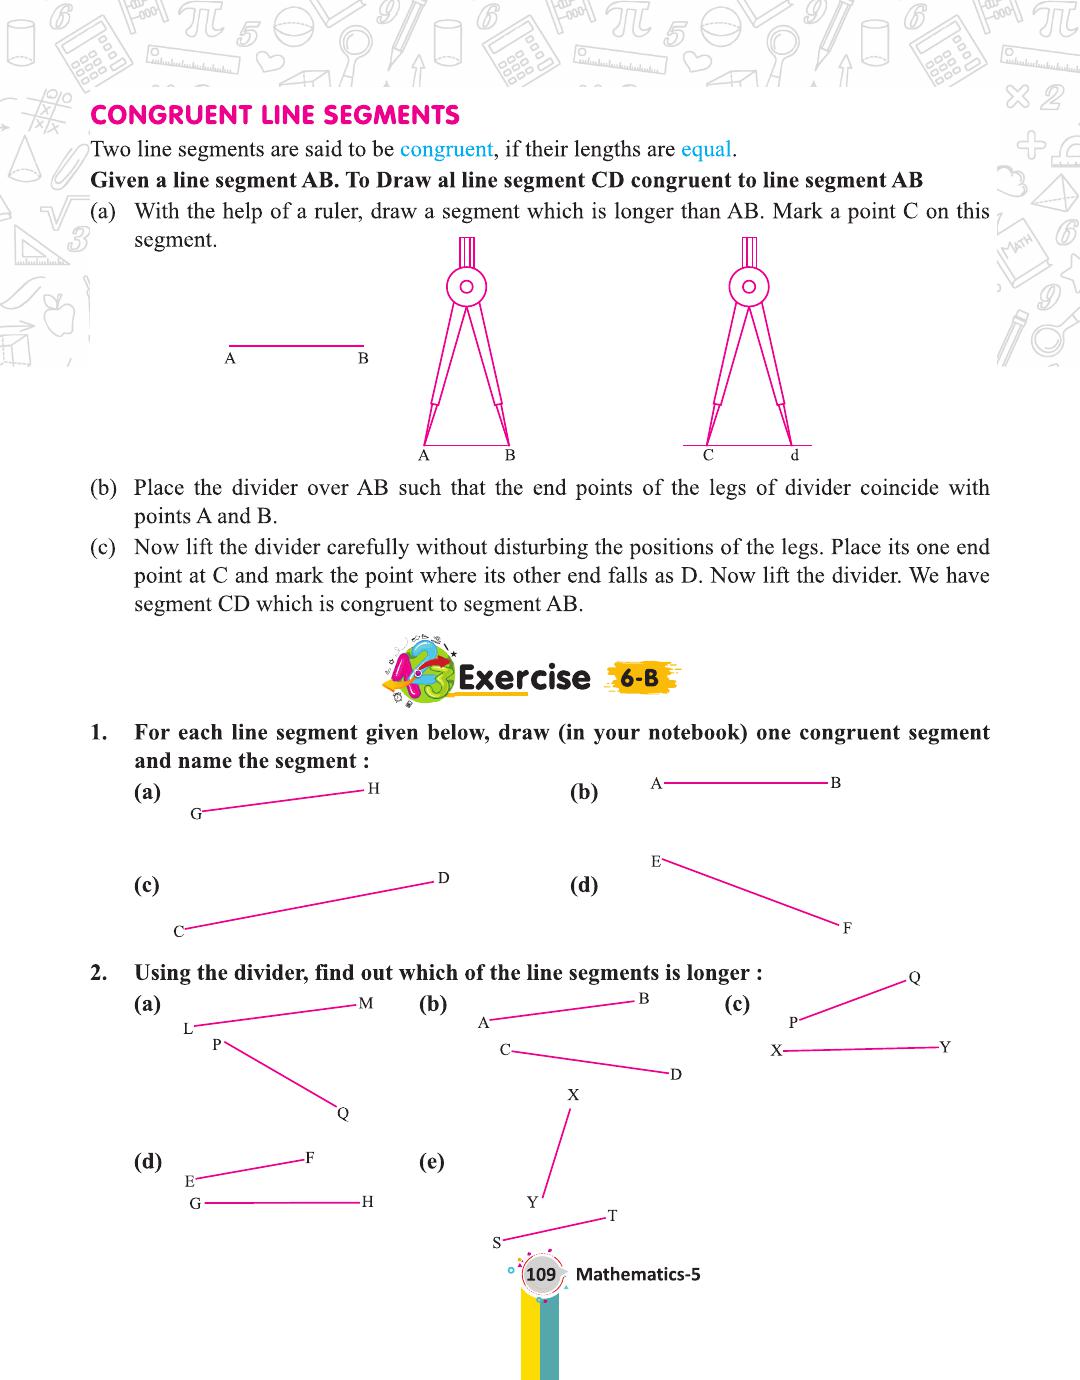 CONGRUENT LINE SEGMENTS
Two line segments are said to be congruent, if their lengths are equal.
Given a line segment AB. To Draw al line segment CD congruent to line segment AB
(a) With the help of a ruler, draw a segment which is longer than AB. Mark a point C on this
segment.
A B
A B
C d
(b) Place the divider over AB such that the end points of the legs of divider coincide with
points A and B.
(c) Now lift the divider carefully without disturbing the positions of the legs. Place its one end
point at C and mark the point where its other end falls as D. Now lift the divider. We have
segment CD which is congruent to segment AB.
Exercise 6-B
1. For each line segment given below, draw (in your notebook) one congruent segment
and name the segment :
(a) G H
(b) A B
(c) C D
(d) E F
2. Using the divider, find out which of the line segments is longer :
(a) L M
P Q
(b) A B
C D
(c) P Q
X Y
(d) E F
G H
(e) X Y
S T
109 Mathematics-5